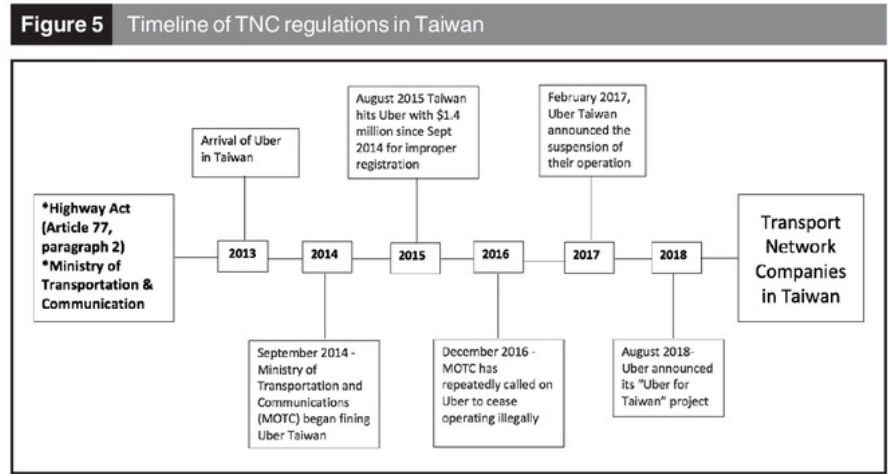 Figure 5 Timeline of TNC regulations in Taiwan
*Highway Act
(Article 77,
paragraph 2)
*Ministry of
Transportation &
Communication
Arrival of Uber
in Taiwan
2013
2014
September 2014 -
Ministry of
Transportation and
Communications
(MOTC) began fining
Uber Taiwan
August 2015 Taiwan
hits Uber with $1.4
million since Sept
2014 for improper
registration
2015
2016
December 2016 -
MOTC has
repeatedly called on
Uber to cease
operating illegally
February 2017,
Uber Taiwan
announced the
suspension of
their operation
2017
2018
August 2018-
Uber announced
its "Uber for
Taiwan" project
Transport
Network
Companies
in Taiwan